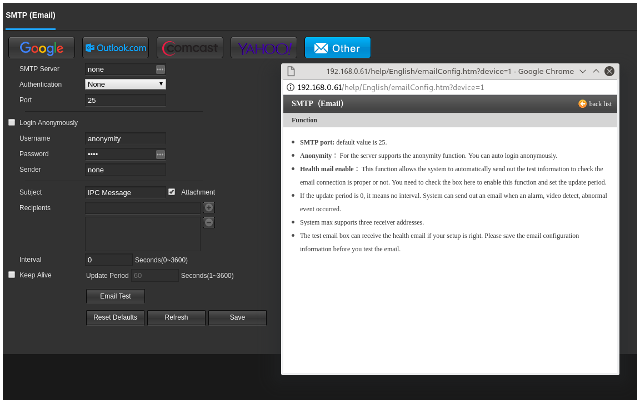 SMTP (Email)
Google Outlook.com comcast YAHOO! Other
SMTP Server none
Authentication None
Port 25
Login Anonymously
Username anonymity
Password ••••
Sender none
Subject IPC Message Attachment
Recipients
Interval 0 Seconds(0~3600)
Keep Alive Update Period 60 Seconds(1~3600)
Email Test
Reset Defaults Refresh Save
192.168.0.61/help/English/emailConfig.htm?device=1 - Google Chrome
192.168.0.61/help/English/emailConfig.htm?device=1
SMTP (Email) back list
Function
• SMTP port: default value is 25.
• Anonymity： For the server supports the anonymity function. You can auto login anonymously.
• Health mail enable： This function allows the system to automatically send out the test information to check the
email connection is proper or not. You need to check the box here to enable this function and set the update period.
• If the update period is 0, it means no interval. System can send out an email when an alarm, video detect, abnormal
event occurred.
• System max supports three receiver addresses.
• The test email box can receive the health email if your setup is right. Please save the email configuration
information before you test the email.